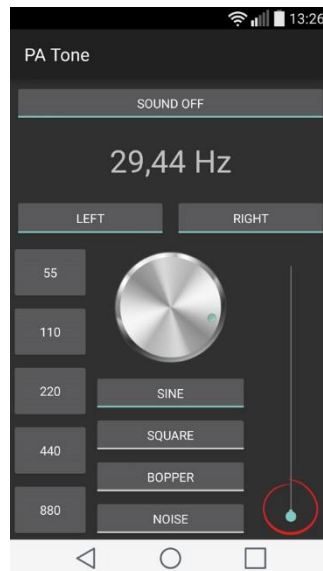 13:26
PA Tone
SOUND OFF
29,44 Hz
LEFT RIGHT
55
110
220
SINE
SQUARE
440
BOPPER
880
NOISE